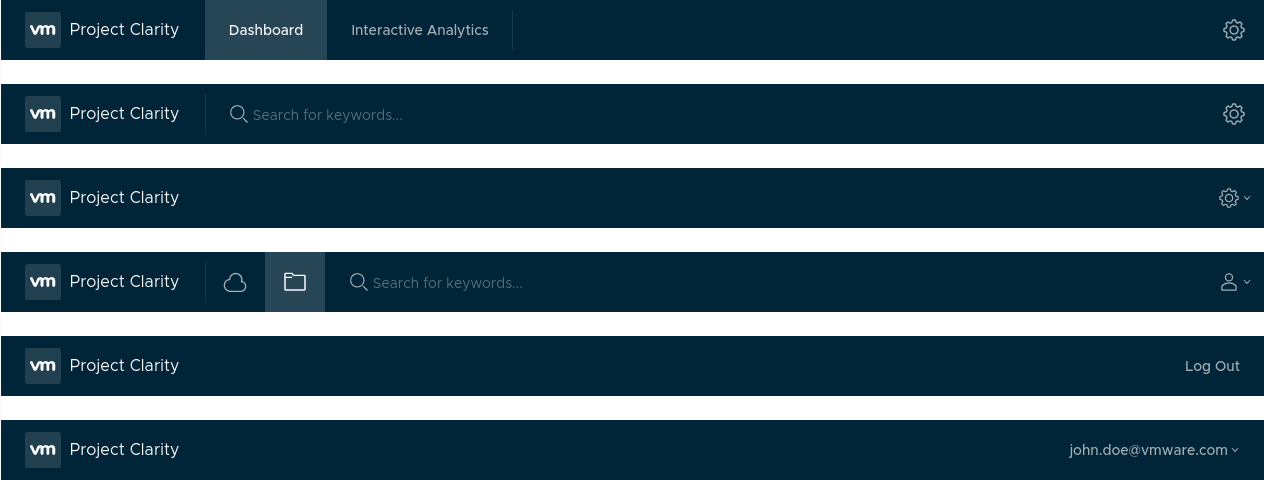 vm Project Clarity Dashboard Interactive Analytics
vm Project Clarity Search for keywords...
vm Project Clarity
vm Project Clarity Search for keywords...
vm Project Clarity Log Out
vm Project Clarity john.doe@vmware.com